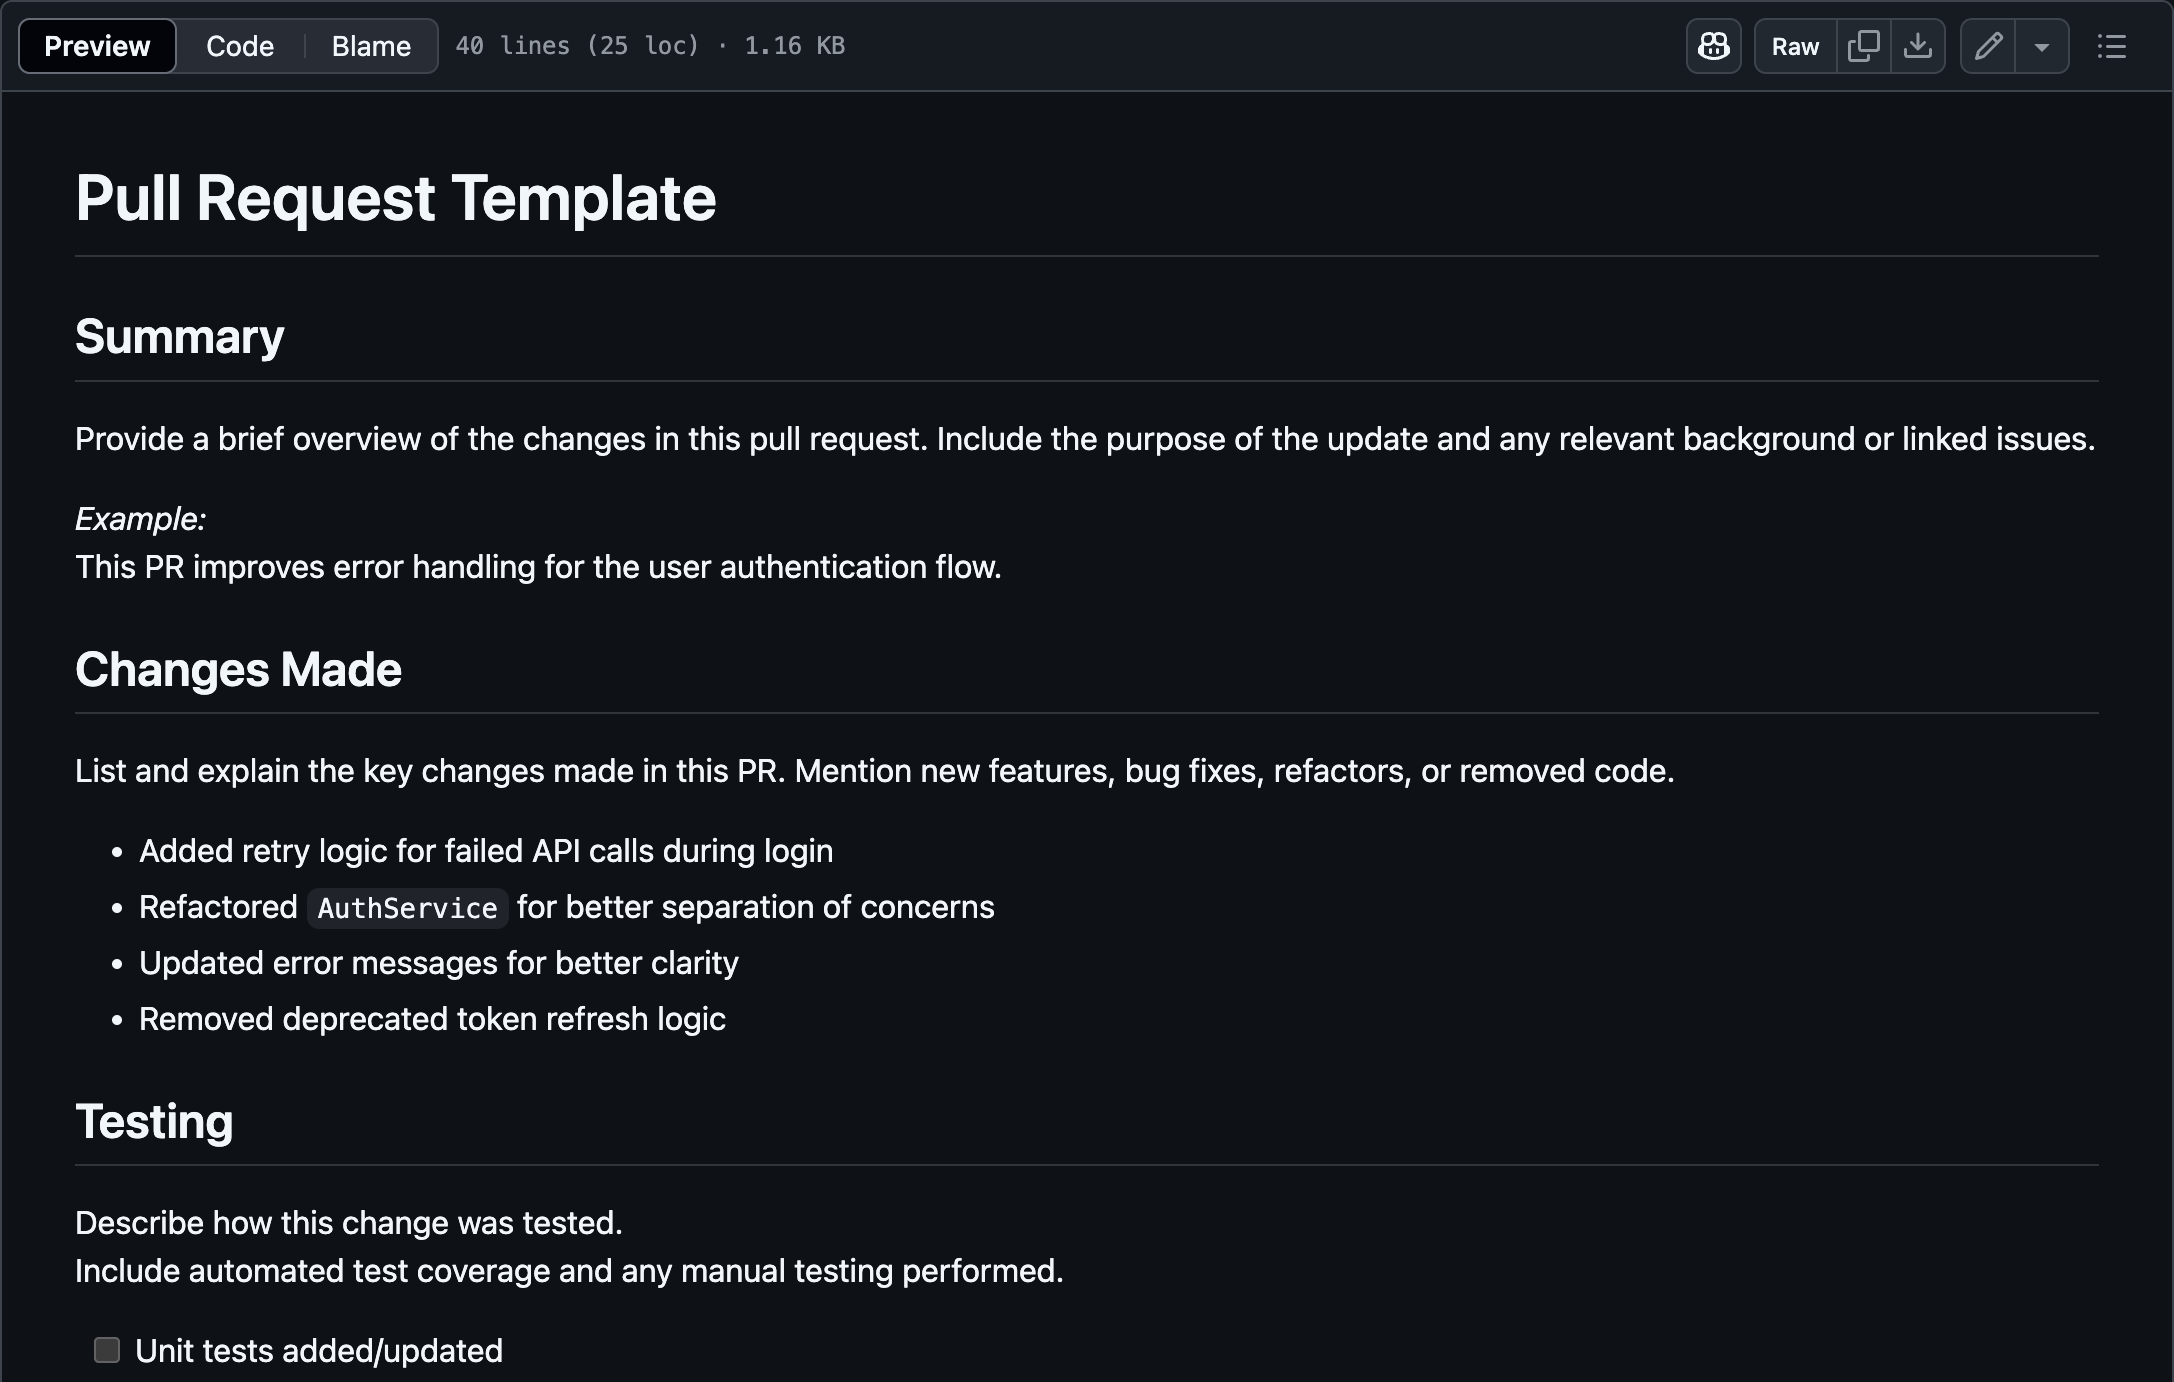 Preview Code Blame 40 lines (25 loc) · 1.16 KB Raw
Pull Request Template
Summary
Provide a brief overview of the changes in this pull request. Include the purpose of the update and any relevant background or linked issues.
Example:
This PR improves error handling for the user authentication flow.
Changes Made
List and explain the key changes made in this PR. Mention new features, bug fixes, refactors, or removed code.
• Added retry logic for failed API calls during login
• Refactored AuthService for better separation of concerns
• Updated error messages for better clarity
• Removed deprecated token refresh logic
Testing
Describe how this change was tested.
Include automated test coverage and any manual testing performed.
Unit tests added/updated